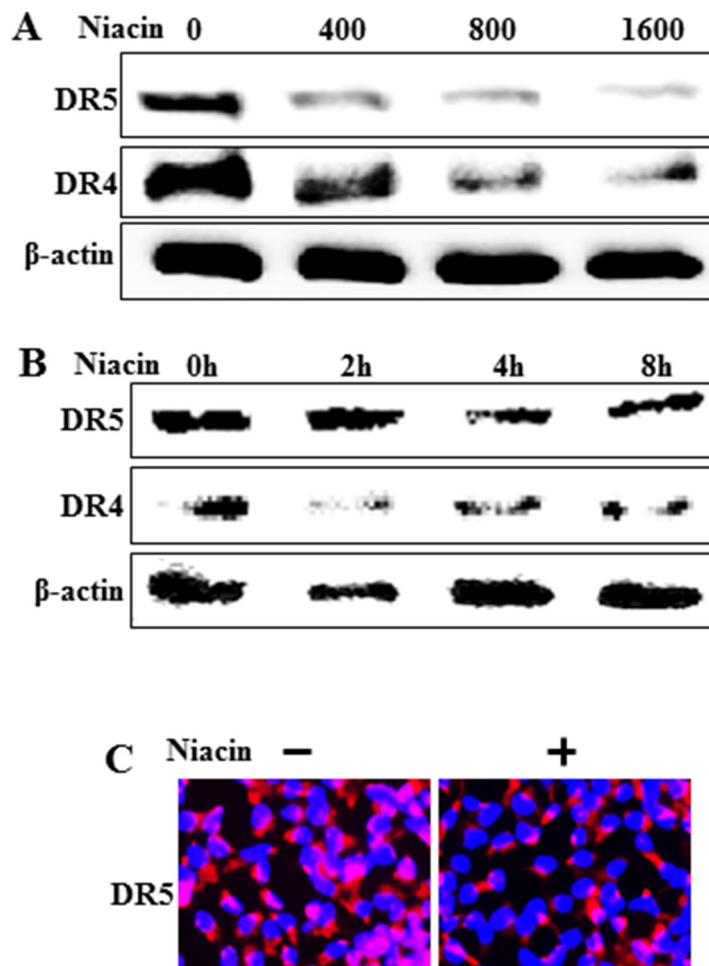 A Niacin 0 400 800 1600
DR5
DR4
β-actin
B Niacin 0h 2h 4h 8h
DR5
DR4
β-actin
C Niacin − +
DR5